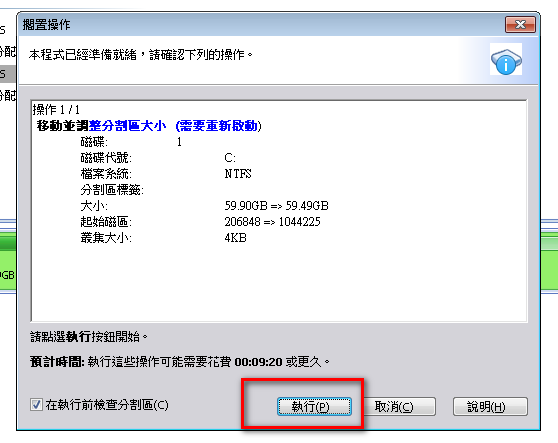 擱置操作
S
分配
本程式已經準備就緒，請確認下列的操作。
S
分配
操作 1 / 1
移動並調整分割區大小 (需要重新啟動)
磁碟: 1
磁碟代號: C:
檔案系統: NTFS
分割區標籤:
大小: 59.90GB => 59.49GB
起始磁區: 206848 => 1044225
叢集大小: 4KB
GB
請點選執行按鈕開始。
預計時間: 執行這些操作可能需要花費 00:09:20 或更久。
在執行前檢查分割區(C)
執行(P)
取消(C)
說明(H)